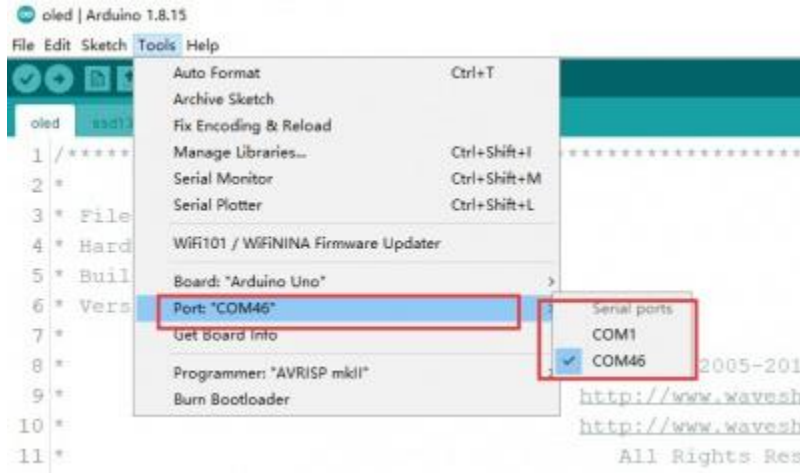 oled | Arduino 1.8.15
File Edit Sketch Tools Help
Auto Format Ctrl+T
Archive Sketch
Fix Encoding & Reload
Manage Libraries... Ctrl+Shift+I
Serial Monitor Ctrl+Shift+M
Serial Plotter Ctrl+Shift+L
WiFi101 / WiFiNINA Firmware Updater
Board: "Arduino Uno"
Port: "COM46"
Get Board Info
Programmer: "AVRISP mkII"
Burn Bootloader
Serial ports
COM1
COM46
oled
1 /*****
2 *
3 * File
4 * Hard
5 * Buil
6 * Vers
7 *
8 * 2005-201
9 * http://www.wavesh
10 * http://www.wavesh
11 * All Rights Res